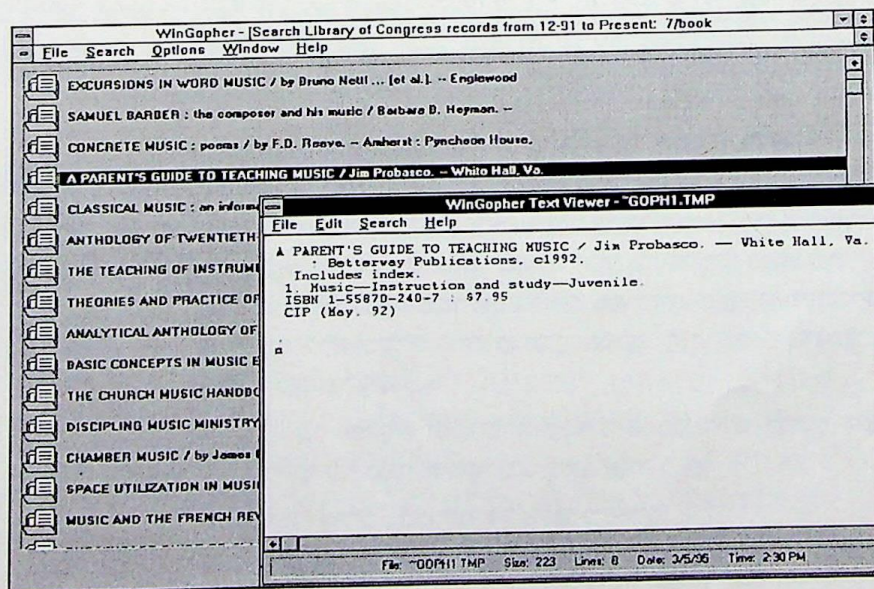 WinGopher - [Search Library of Congress records from 12-91 to Present: 7/book
File Search Options Window Help
EXCURSIONS IN WORD MUSIC / by Bruno Nettl ... [et al.]. -- Englewood
SAMUEL BARBER : the composer and his music / Barbara B. Heyman. --
CONCRETE MUSIC : poems / by F.D. Reeve. -- Amherst : Pyncheon House,
A PARENT'S GUIDE TO TEACHING MUSIC / Jim Probasco. -- White Hall, Va.
CLASSICAL MUSIC : an inform
ANTHOLOGY OF TWENTIETH-
THE TEACHING OF INSTRUME
THEORIES AND PRACTICE OF
ANALYTICAL ANTHOLOGY OF
BASIC CONCEPTS IN MUSIC E
THE CHURCH MUSIC HANDBO
DISCIPLING MUSIC MINISTRY
CHAMBER MUSIC / by James
SPACE UTILIZATION IN MUSI
MUSIC AND THE FRENCH REV
WinGopher Text Viewer - ~GOPH1.TMP
File Edit Search Help
A PARENT'S GUIDE TO TEACHING MUSIC / Jim Probasco. — White Hall, Va.
: Betterway Publications, c1992.
Includes index.
1. Music—Instruction and study—Juvenile.
ISBN 1-55870-240-7 : $7.95
CIP (May. 92)
File: ~GOPH1.TMP Size: 223 Lines: 8 Date: 3/5/95 Time: 2:30 PM